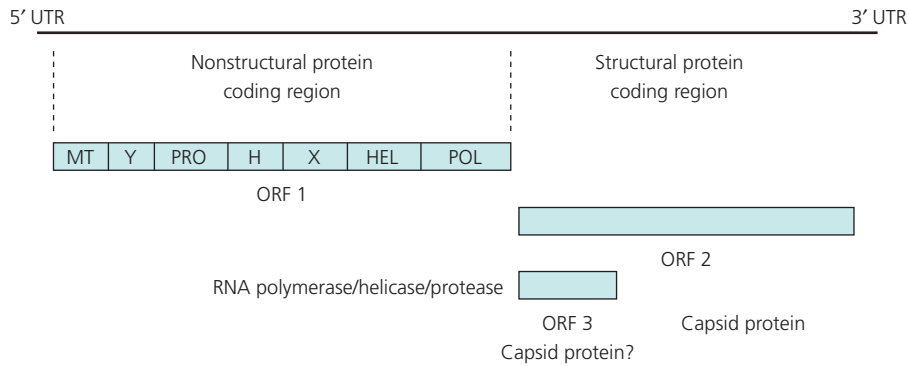 5′ UTR 3′ UTR
Nonstructural protein
coding region
Structural protein
coding region
MT Y PRO H X HEL POL
ORF 1
ORF 2
RNA polymerase/helicase/protease
ORF 3
Capsid protein?
Capsid protein